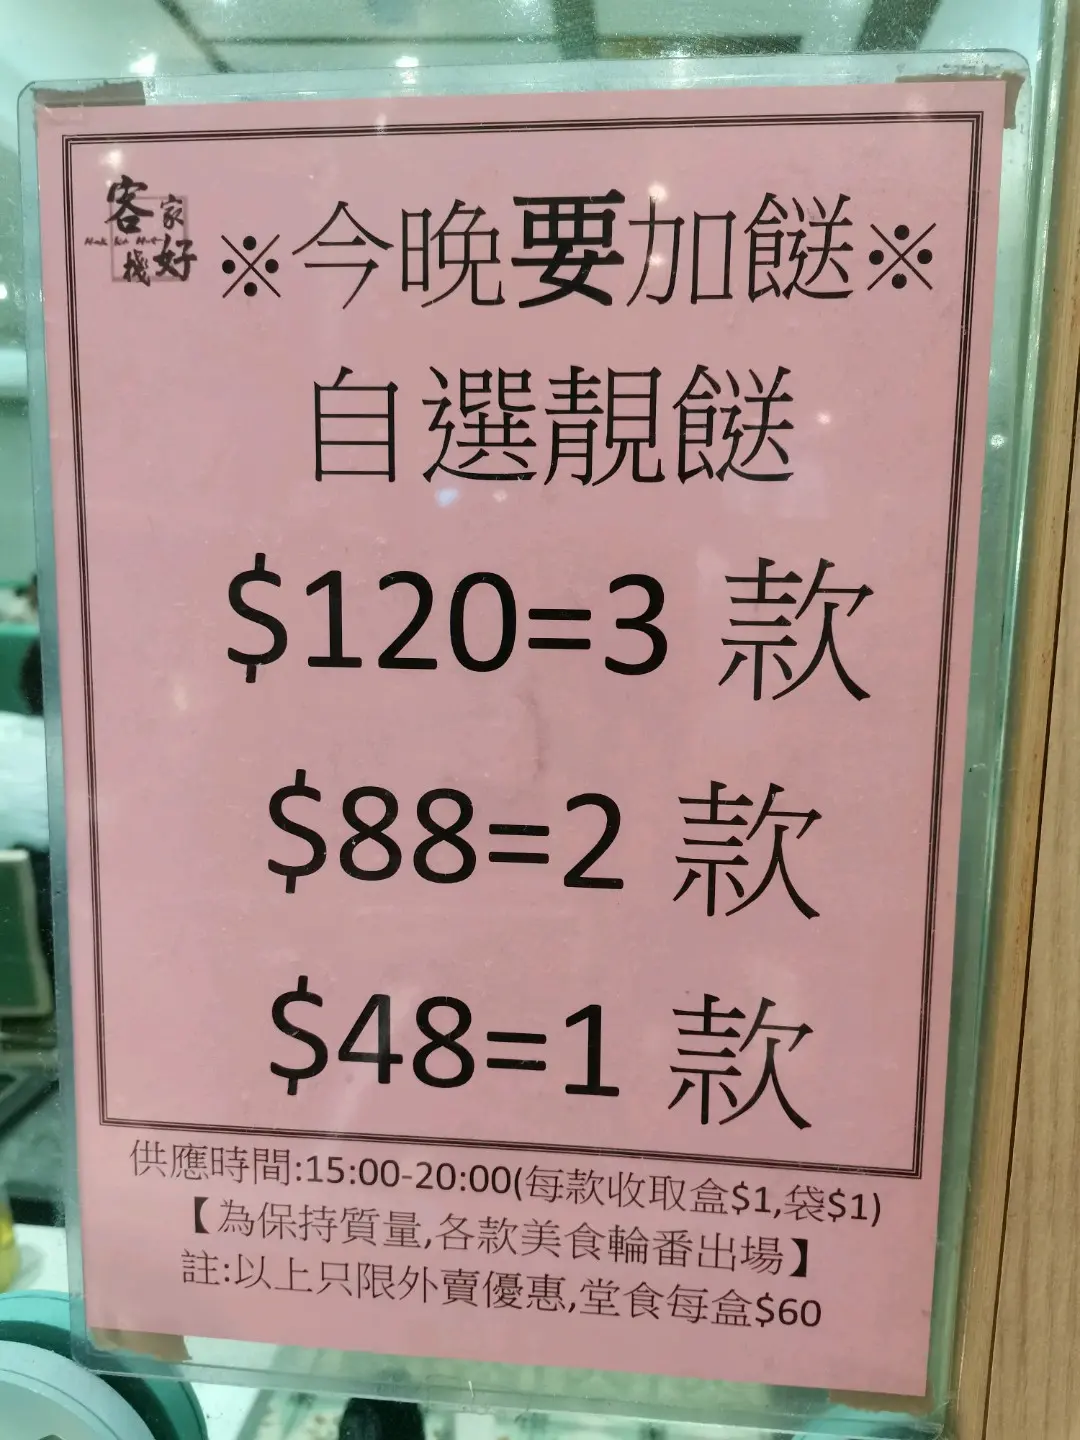 客家好棧
Hak Ka Hut
※今晚要加餸※
自選靚餸
$120=3 款
$88=2 款
$48=1 款
供應時間:15:00-20:00(每款收取盒$1,袋$1)
【為保持質量,各款美食輪番出場】
註:以上只限外賣優惠,堂食每盒$60